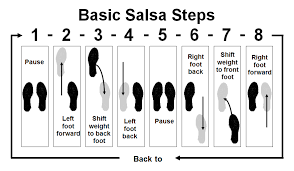 Basic Salsa Steps
1 - 2 - 3 - 4 - 5 - 6 - 7 - 8
Pause
Left
foot
forward
Shift
weight
to back
foot
Left
foot
back
Pause
Right
foot
back
Shift
weight
to front
foot
Right
foot
forward
Back to